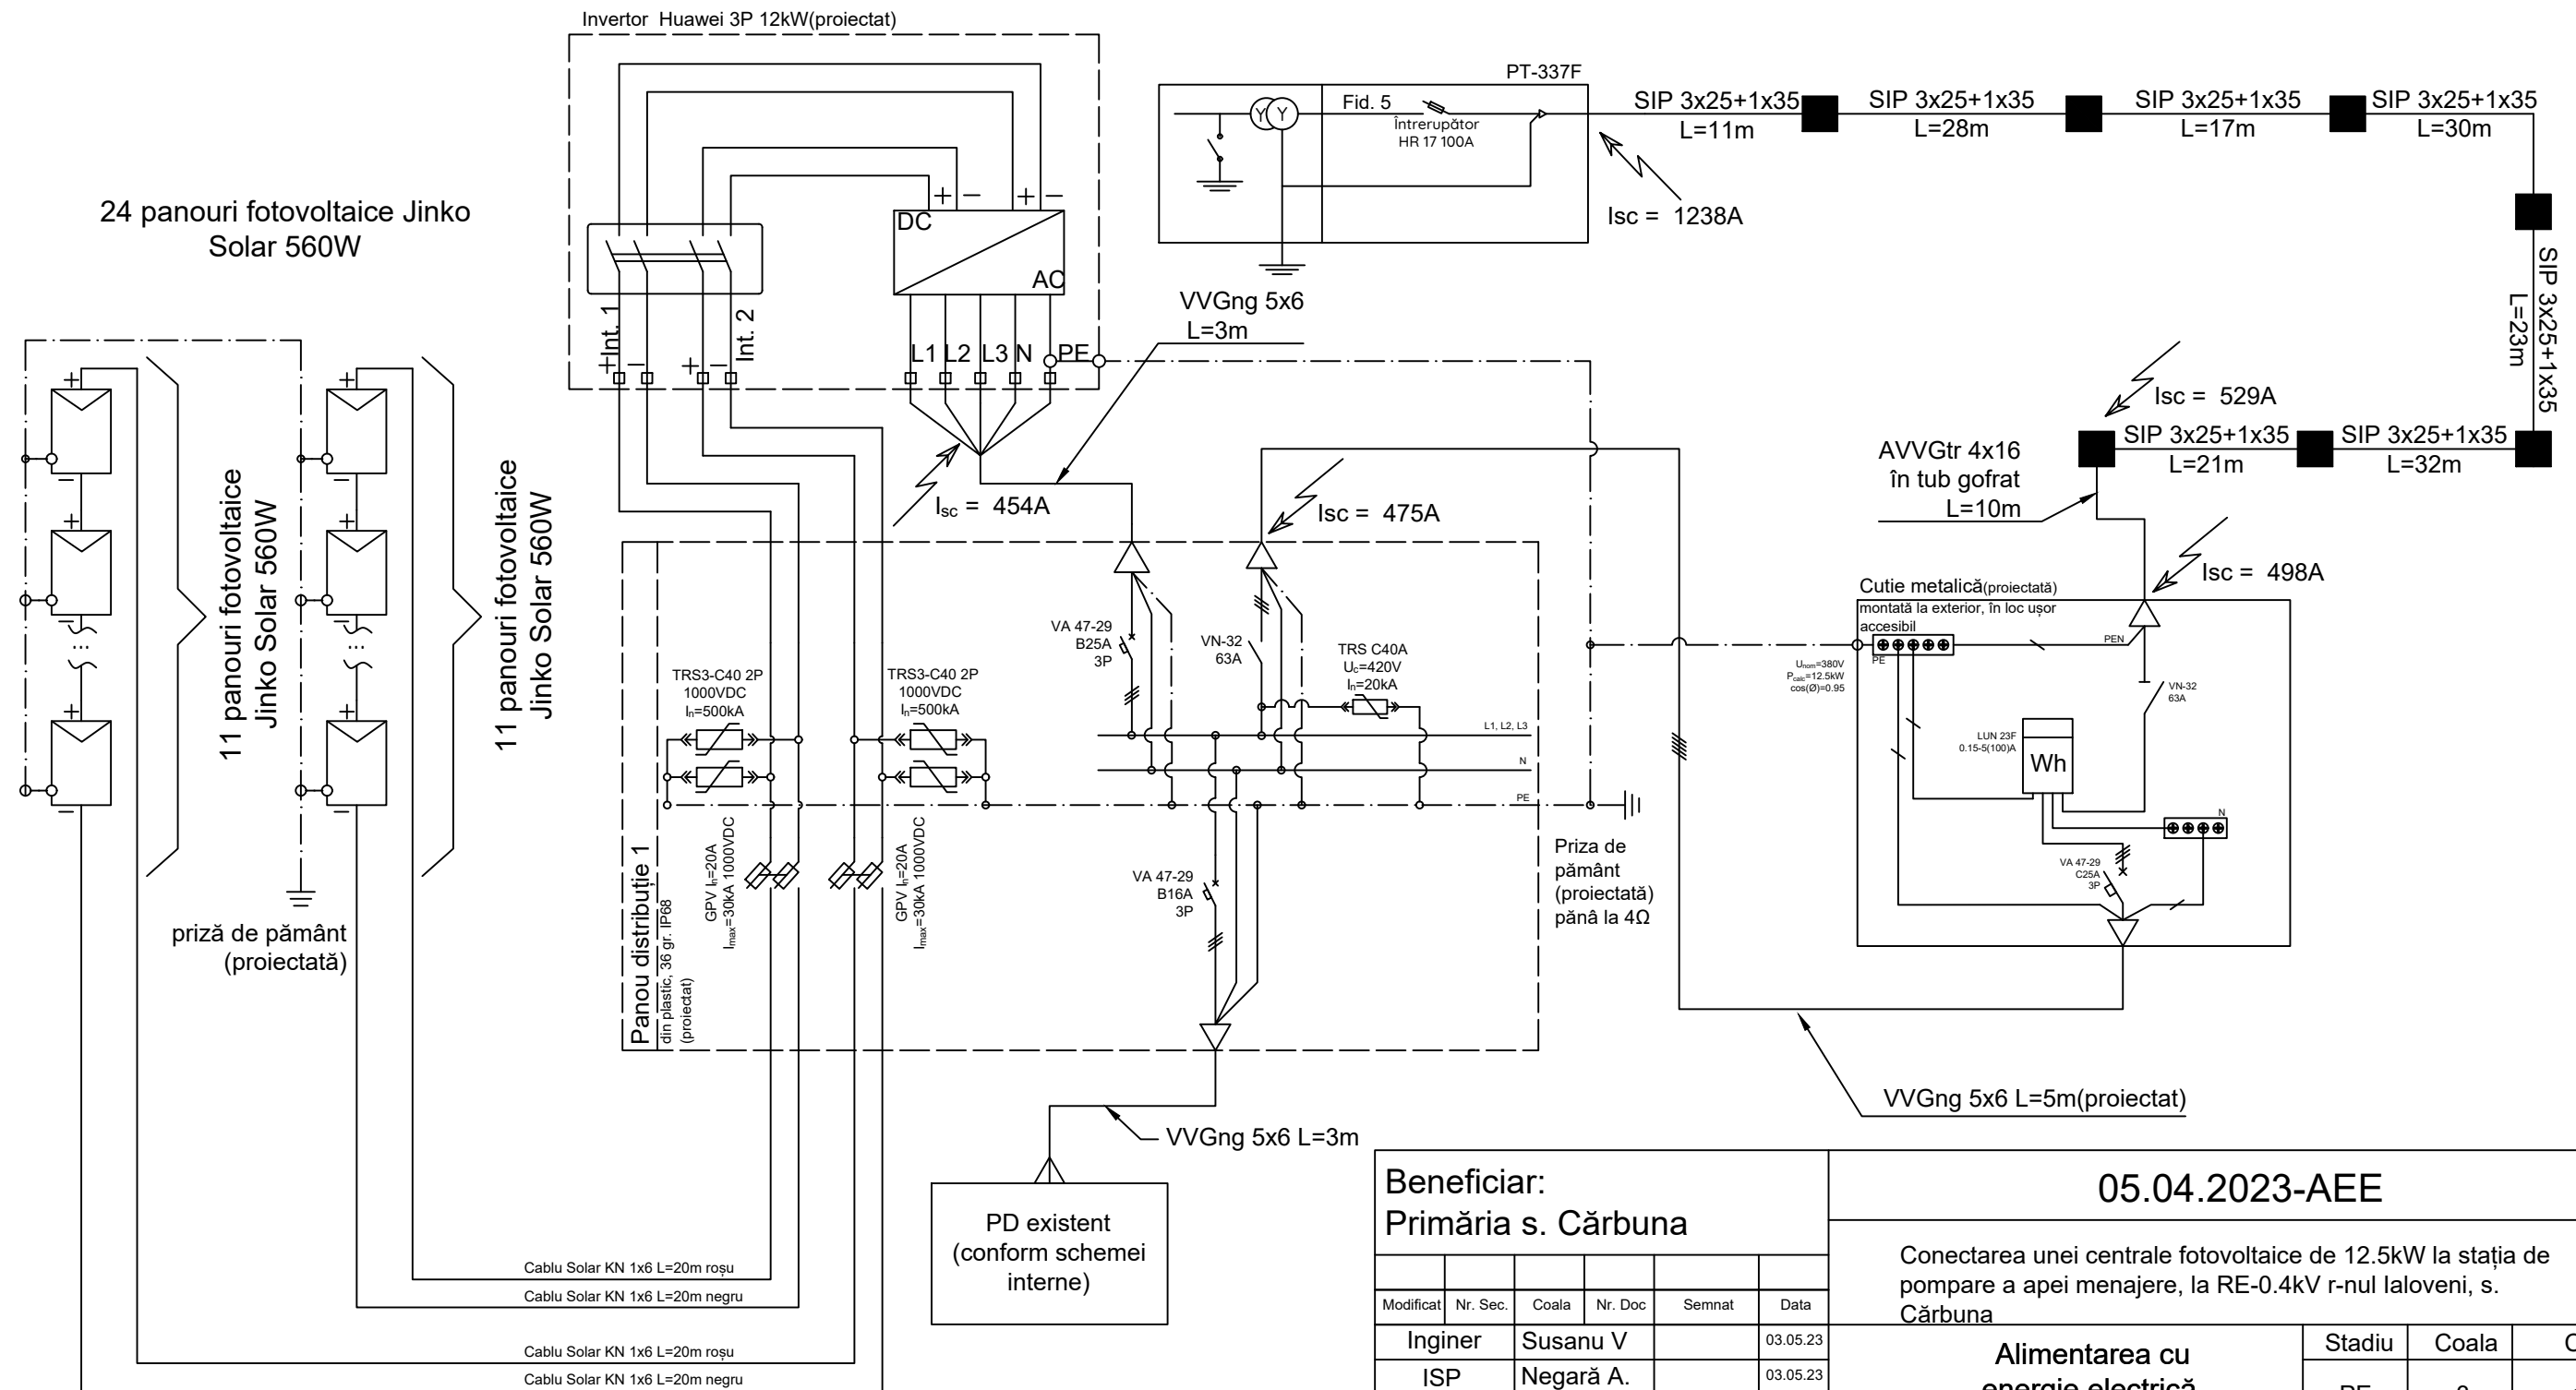 Invertor Huawei 3P 12kW(proiectat)
24 panouri fotovoltaice Jinko
Solar 560W
DC
AC
+ −
+ −
Int. 1
Int. 2
+ −
+ −
L1 L2 L3 N PE
PT-337F
Fid. 5
Întrerupător
HR 17 100A
Y Y
Isc = 1238A
SIP 3x25+1x35
L=11m
SIP 3x25+1x35
L=28m
SIP 3x25+1x35
L=17m
SIP 3x25+1x35
L=30m
SIP 3x25+1x35
L=23m
SIP 3x25+1x35
L=32m
SIP 3x25+1x35
L=21m
Isc = 529A
AVVGtr 4x16
în tub gofrat
L=10m
VVGng 5x6
L=3m
Isc = 454A
Isc = 475A
Isc = 498A
+
−
+
−
...
+
−
11 panouri fotovoltaice
Jinko Solar 560W
+
−
+
−
...
+
−
11 panouri fotovoltaice
Jinko Solar 560W
priză de pământ
(proiectată)
Panou distribuție 1
din plastic, 36 gr. IP68
(proiectat)
TRS3-C40 2P
1000VDC
In=500kA
TRS3-C40 2P
1000VDC
In=500kA
GPV In=20A
Imax=30kA 1000VDC
GPV In=20A
Imax=30kA 1000VDC
VA 47-29
B25A
3P
VN-32
63A
TRS C40A
Uc=420V
In=20kA
L1, L2, L3
N
PE
VA 47-29
B16A
3P
Priza de
pământ
(proiectată)
pănâ la 4Ω
Cutie metalică(proiectată)
montată la exterior, în loc ușor
accesibil
PE
PEN
Unom=380V
Pcalc=12.5kW
cos(Ø)=0.95
VN-32
63A
LUN 23F
0.15-5(100)A
Wh
N
VA 47-29
C25A
3P
VVGng 5x6 L=5m(proiectat)
VVGng 5x6 L=3m
PD existent
(conform schemei
interne)
Cablu Solar KN 1x6 L=20m roșu
Cablu Solar KN 1x6 L=20m negru
Cablu Solar KN 1x6 L=20m roșu
Cablu Solar KN 1x6 L=20m negru
Beneficiar:
Primăria s. Cărbuna
05.04.2023-AEE
Conectarea unei centrale fotovoltaice de 12.5kW la stația de
pompare a apei menajere, la RE-0.4kV r-nul Ialoveni, s.
Cărbuna
Modificat Nr. Sec. Coala Nr. Doc Semnat Data
Inginer Susanu V 03.05.23
ISP Negară A. 03.05.23
Alimentarea cu
energie electrică
Stadiu Coala